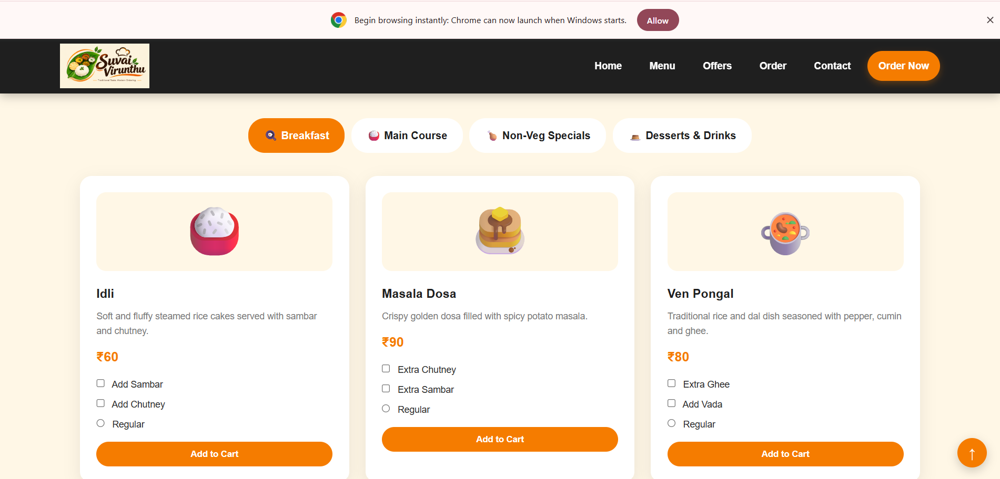 Begin browsing instantly: Chrome can now launch when Windows starts.
Allow
Suvai
Virunthu
Traditional Taste, Modern Ordering
Home
Menu
Offers
Order
Contact
Order Now
Breakfast
Main Course
Non-Veg Specials
Desserts & Drinks
Idli
Soft and fluffy steamed rice cakes served with sambar
and chutney.
₹60
Add Sambar
Add Chutney
Regular
Add to Cart
Masala Dosa
Crispy golden dosa filled with spicy potato masala.
₹90
Extra Chutney
Extra Sambar
Regular
Add to Cart
Ven Pongal
Traditional rice and dal dish seasoned with pepper, cumin
and ghee.
₹80
Extra Ghee
Add Vada
Regular
Add to Cart